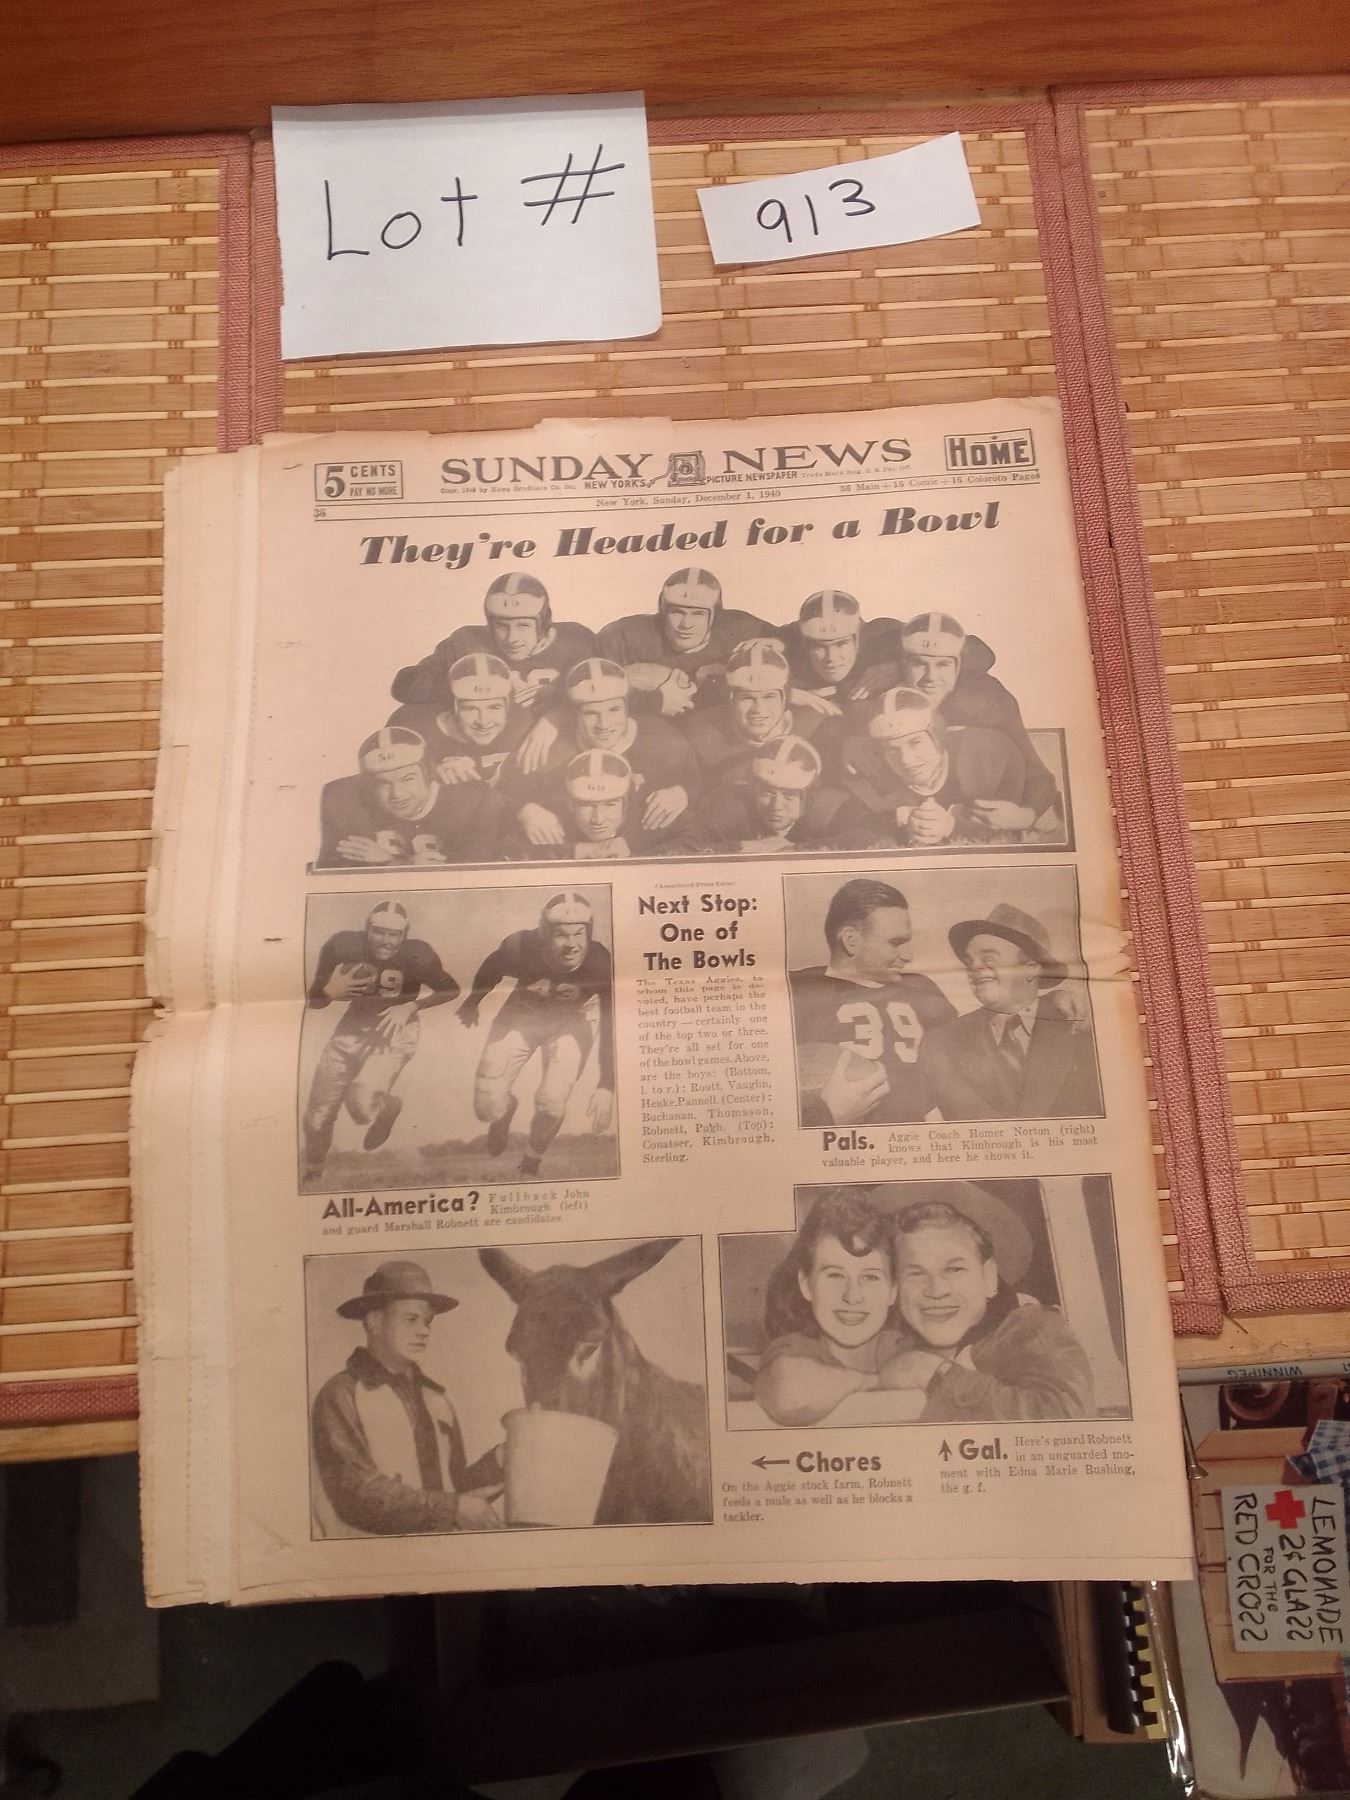 Lot #
913
5 CENTS
PAY NO MORE
SUNDAY NEWS
NEW YORK'S PICTURE NEWSPAPER
HOME
36
New York, Sunday, December 1, 1940
36 Main + 16 Comic + 16 Coloroto Pages
They're Headed for a Bowl
Next Stop:
One of
The Bowls
The Texas Aggies, to
whom this page is de-
voted, have perhaps the
best football team in the
country — certainly one
of the top two or three.
They're all set for one
of the bowl games. Above,
are the boys: (Bottom,
l. to r.): Routt, Vaughn,
Henke, Pannell. (Center):
Buchanan, Thomason,
Robnett, Pugh. (Top):
Conatser, Kimbrough,
Sterling.
39
Pals. Aggie Coach Homer Norton (right)
knows that Kimbrough is his most
valuable player, and here he shows it.
All-America? Fullback John
Kimbrough (left)
and guard Marshall Robnett are candidates
← Chores
On the Aggie stock farm, Robnett
feeds a mule as well as he blocks a
tackler.
↑ Gal. Here's guard Robnett
in an unguarded mo-
ment with Edna Marie Bushing,
the g. f.
WINNIPEG
LEMONADE
2¢ GLASS
FOR THE
RED CROSS